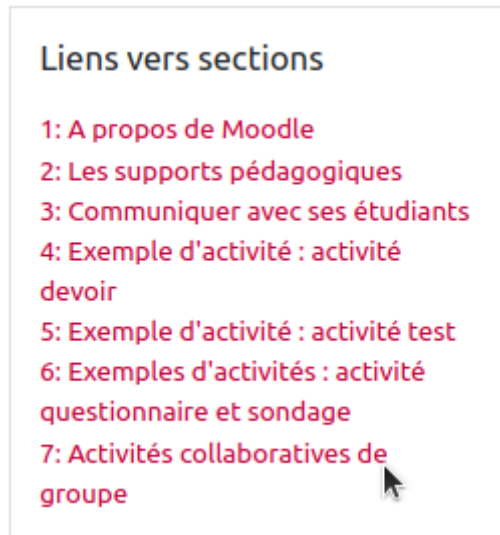 Liens vers sections
1: A propos de Moodle
2: Les supports pédagogiques
3: Communiquer avec ses étudiants
4: Exemple d'activité : activité
devoir
5: Exemple d'activité : activité test
6: Exemples d'activités : activité
questionnaire et sondage
7: Activités collaboratives de
groupe